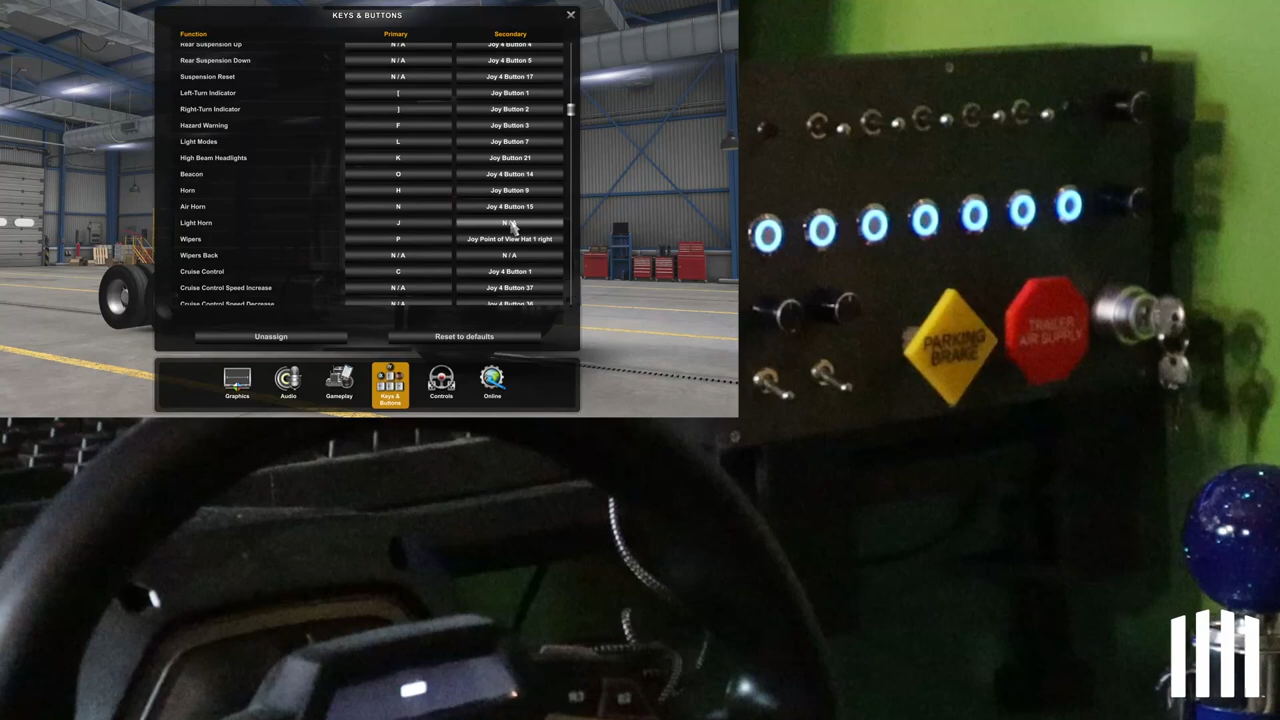 KEYS & BUTTONS
Function Primary Secondary
Rear Suspension Up N / A Joy 4 Button 4
Rear Suspension Down N / A Joy 4 Button 5
Suspension Reset N / A Joy 4 Button 17
Left-Turn Indicator [ Joy Button 1
Right-Turn Indicator ] Joy Button 2
Hazard Warning F Joy Button 3
Light Modes L Joy Button 7
High Beam Headlights K Joy Button 21
Beacon O Joy 4 Button 14
Horn H Joy Button 9
Air Horn N Joy 4 Button 15
Light Horn J N
Wipers P Joy Point of View Hat 1 right
Wipers Back N / A N / A
Cruise Control C Joy 4 Button 1
Cruise Control Speed Increase N / A Joy 4 Button 37
Cruise Control Speed Decrease N / A Joy 4 Button 36
Unassign Reset to defaults
Graphics Audio Gameplay Keys & Buttons Controls Online
PARKING
BRAKE
TRAILER
AIR SUPPLY